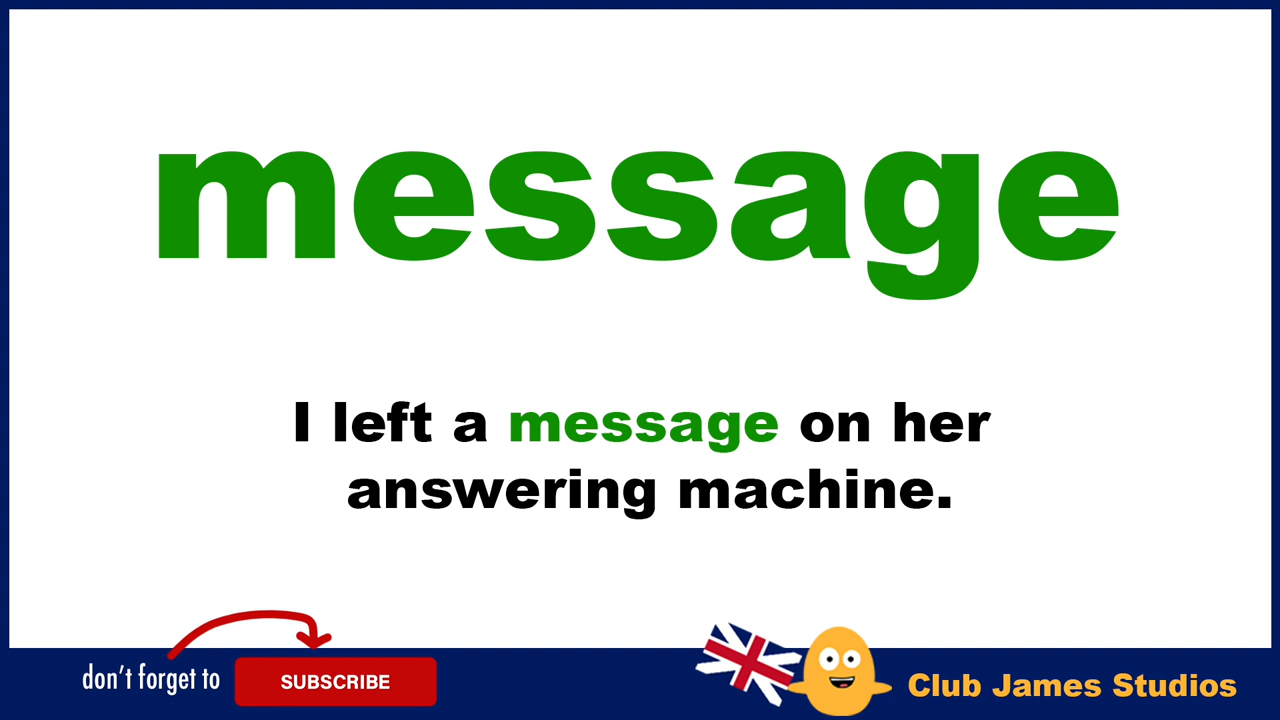 message
I left a message on her
answering machine.
don't forget to
SUBSCRIBE
Club James Studios